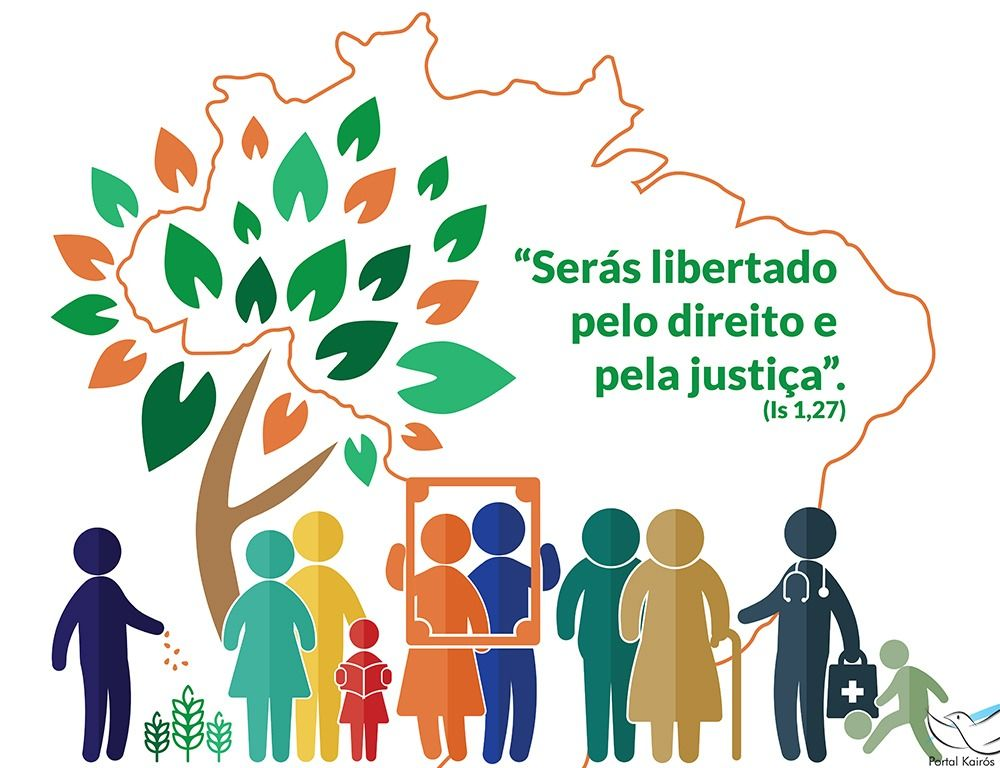 “Serás libertado
pelo direito e
pela justiça”.
(Is 1,27)
Portal Kairós